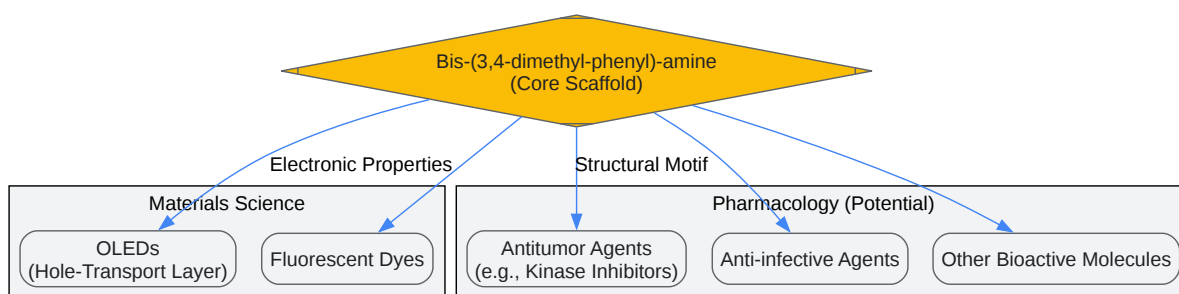 Bis-(3,4-dimethyl-phenyl)-amine
(Core Scaffold)
Electronic Properties
Structural Motif
Materials Science
Pharmacology (Potential)
OLEDs
(Hole-Transport Layer)
Fluorescent Dyes
Antitumor Agents
(e.g., Kinase Inhibitors)
Anti-infective Agents
Other Bioactive Molecules